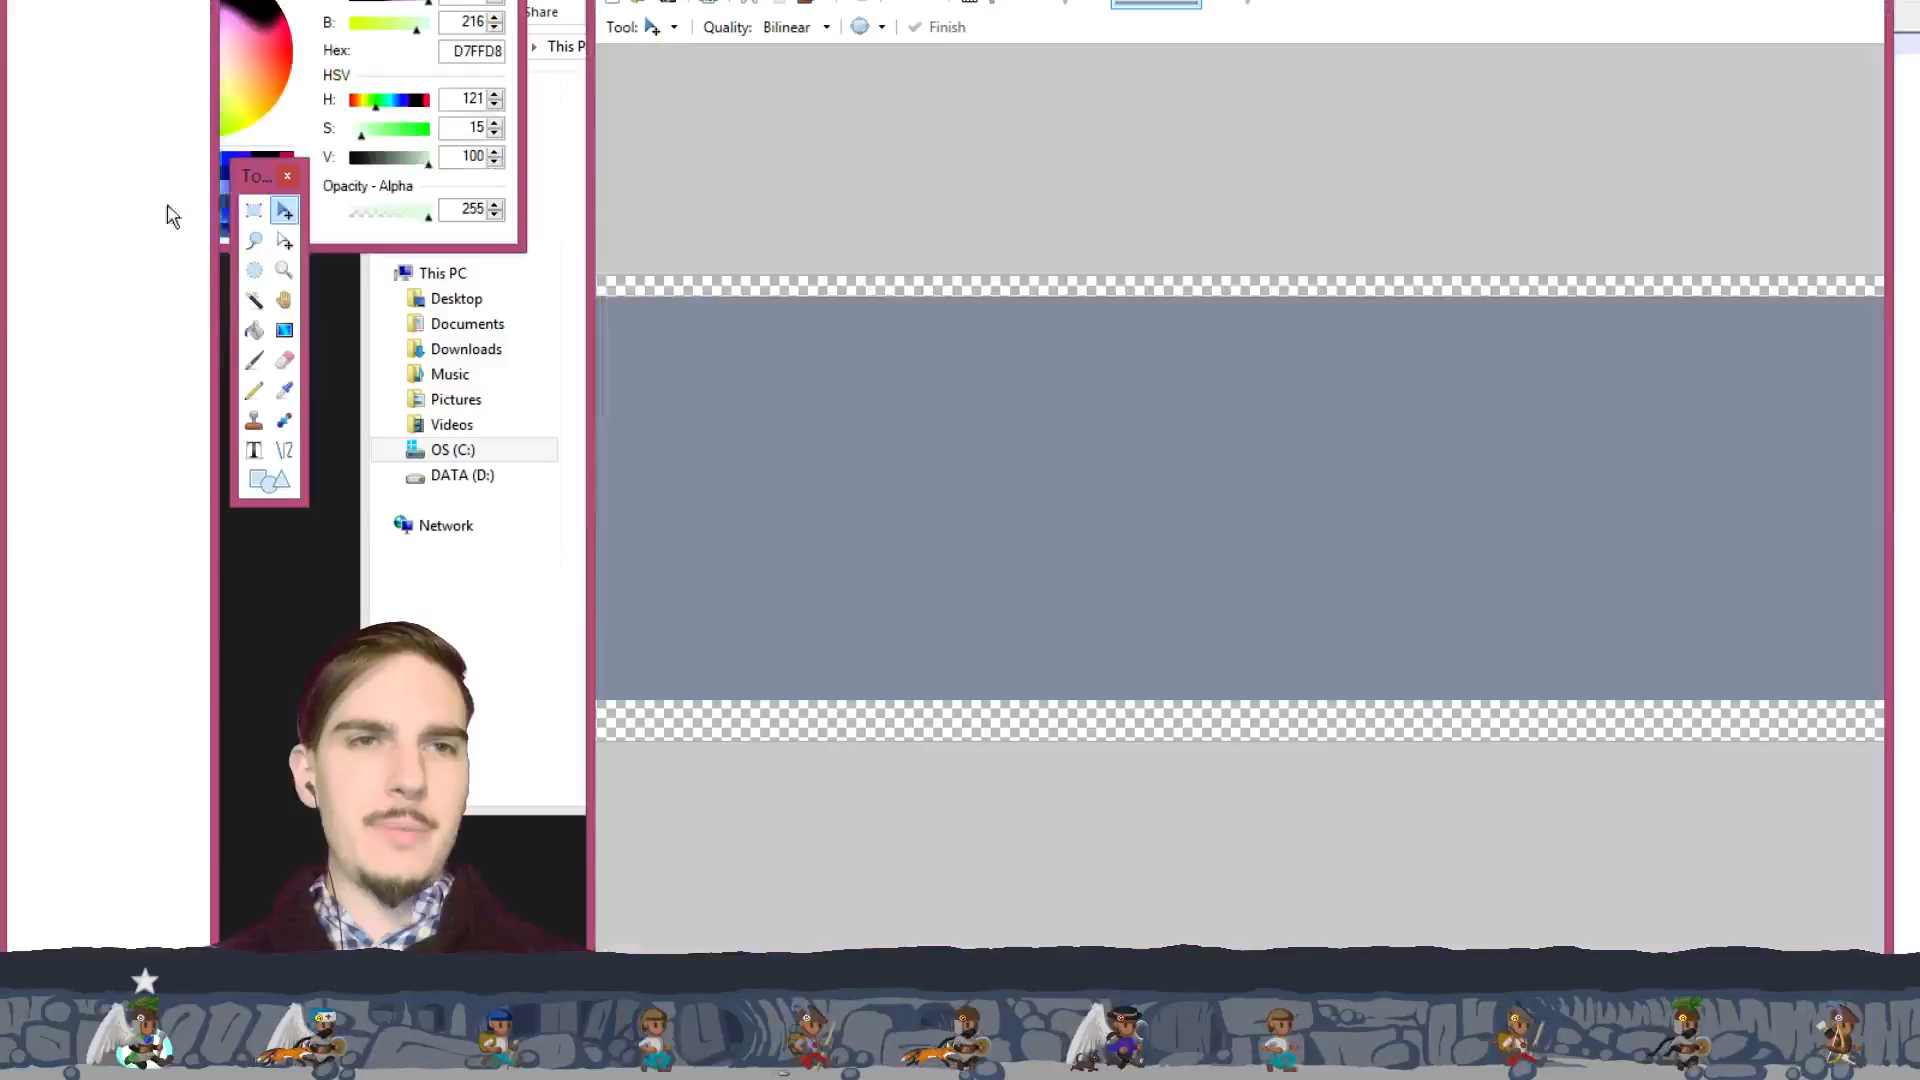 Share
B: 216
Tool: Quality: Bilinear Finish
Hex: D7FFD8
This P
HSV
H: 121
S: 15
V: 100
To...
Opacity - Alpha
255
This PC
Desktop
Documents
Downloads
Music
Pictures
Videos
OS (C:)
DATA (D:)
Network